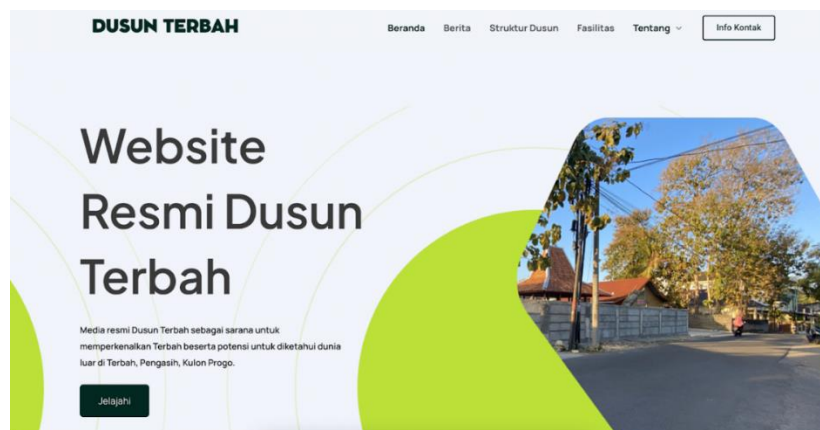 DUSUN TERBAH
Beranda Berita Struktur Dusun Fasilitas Tentang Info Kontak
Website
Resmi Dusun
Terbah
Media resmi Dusun Terbah sebagai sarana untuk
memperkenalkan Terbah beserta potensi untuk diketahui dunia
luar di Terbah, Pengasih, Kulon Progo.
Jelajahi